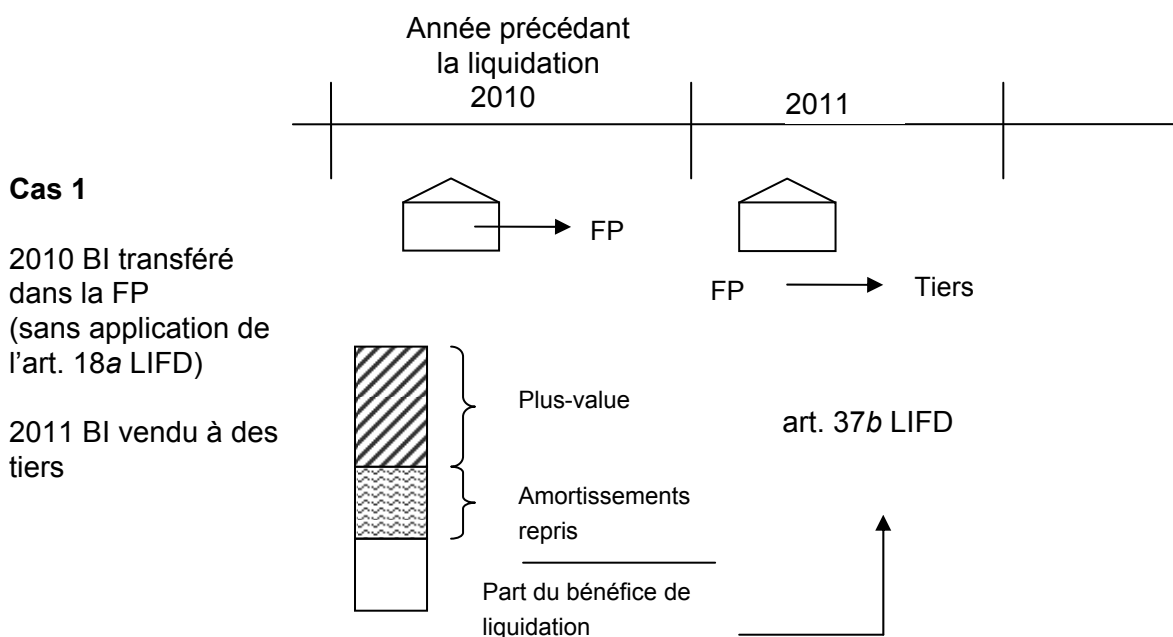 Année précédant
la liquidation
2010
2011
Cas 1
2010 BI transféré
dans la FP
(sans application de
l’art. 18a LIFD)
2011 BI vendu à des
tiers
FP
FP
Tiers
Plus-value
art. 37b LIFD
Amortissements
repris
Part du bénéfice de
liquidation